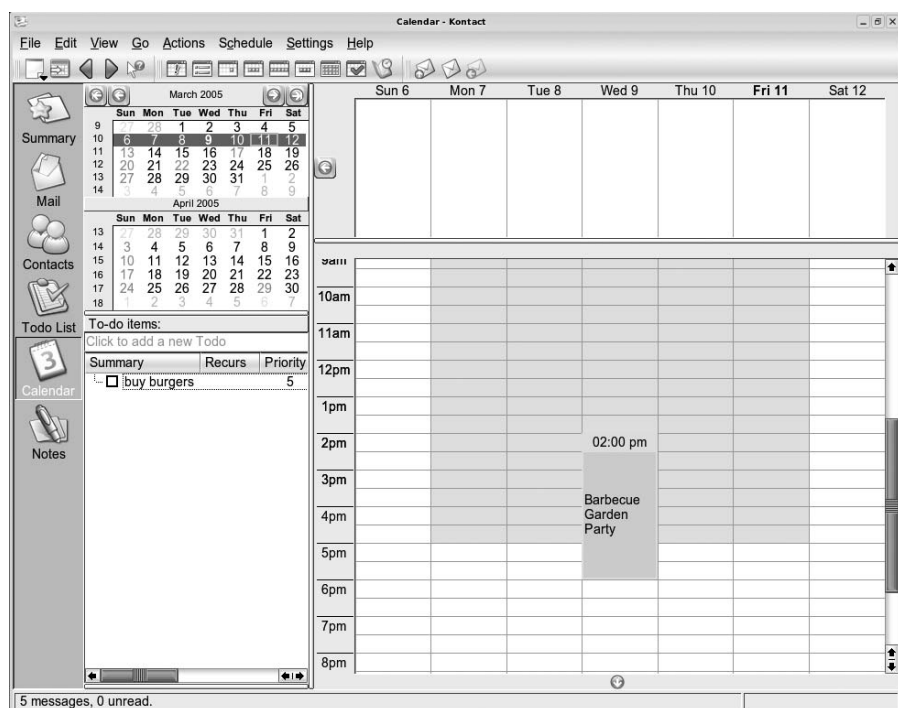 Calendar - Kontact
File Edit View Go Actions Schedule Settings Help
Summary
Mail
Contacts
Todo List
Calendar
Notes
March 2005
Sun Mon Tue Wed Thu Fri Sat
9 27 28 1 2 3 4 5
10 6 7 8 9 10 11 12
11 13 14 15 16 17 18 19
12 20 21 22 23 24 25 26
13 27 28 29 30 31 1 2
14 3 4 5 6 7 8 9
April 2005
Sun Mon Tue Wed Thu Fri Sat
13 27 28 29 30 31 1 2
14 3 4 5 6 7 8 9
15 10 11 12 13 14 15 16
16 17 18 19 20 21 22 23
17 24 25 26 27 28 29 30
18 1 2 3 4 5 6 7
To-do items:
Click to add a new Todo
Summary Recurs Priority
buy burgers 5
Sun 6 Mon 7 Tue 8 Wed 9 Thu 10 Fri 11 Sat 12
9am
10am
11am
12pm
1pm
2pm
3pm
4pm
5pm
6pm
7pm
8pm
02:00 pm
Barbecue
Garden
Party
5 messages, 0 unread.